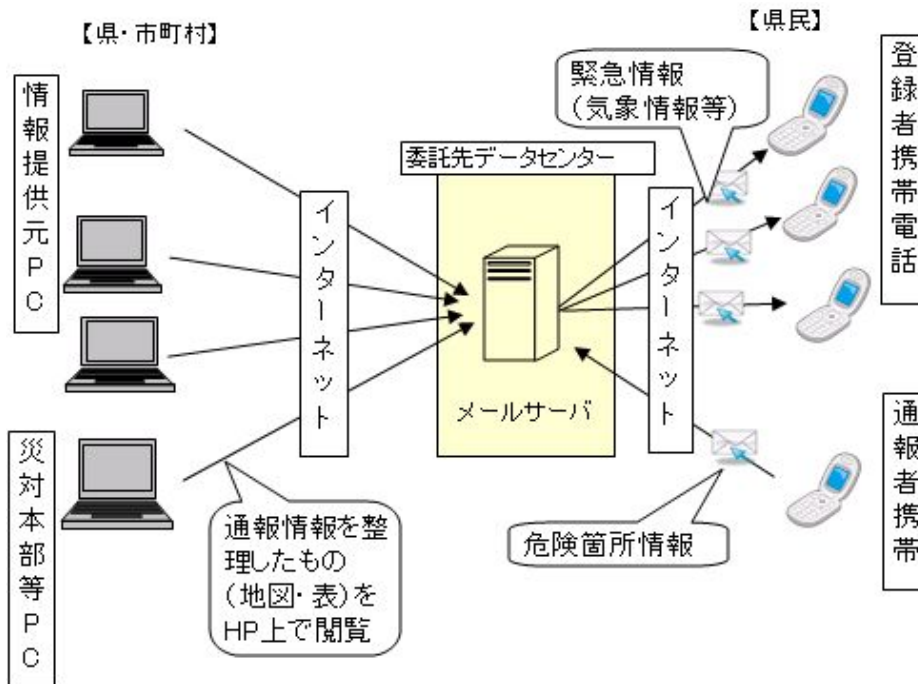 【県・市町村】
【県民】
情報提供元PC
緊急情報
(気象情報等)
登録者携帯電話
委託先データセンター
インターネット
インターネット
メールサーバ
災対本部等PC
通報情報を整
理したもの
(地図・表)を
HP上で閲覧
危険箇所情報
通報者携帯